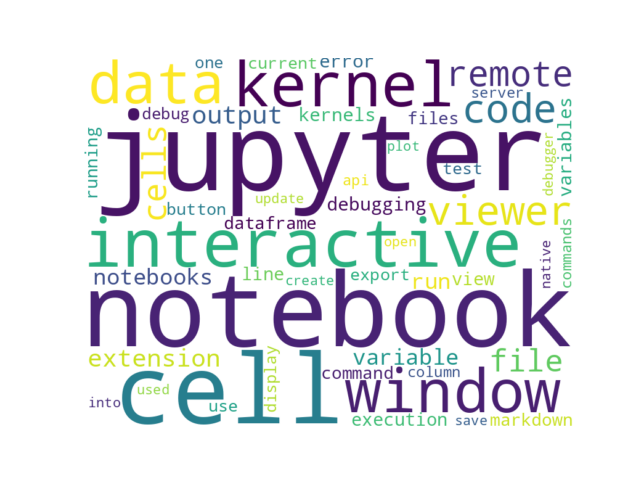 one
current
error
data
kernel
remote
server
debug
output
kernels
files
code
variables
running
cells
jupyter
plot
test
debugger
api
update
button
dataframe
debugging
viewer
interactive
open
commands
native
notebooks
line
create
export
run
view
notebook
extension
display
variable
file
command
column
cell
window
into
used
use
execution
save
markdown